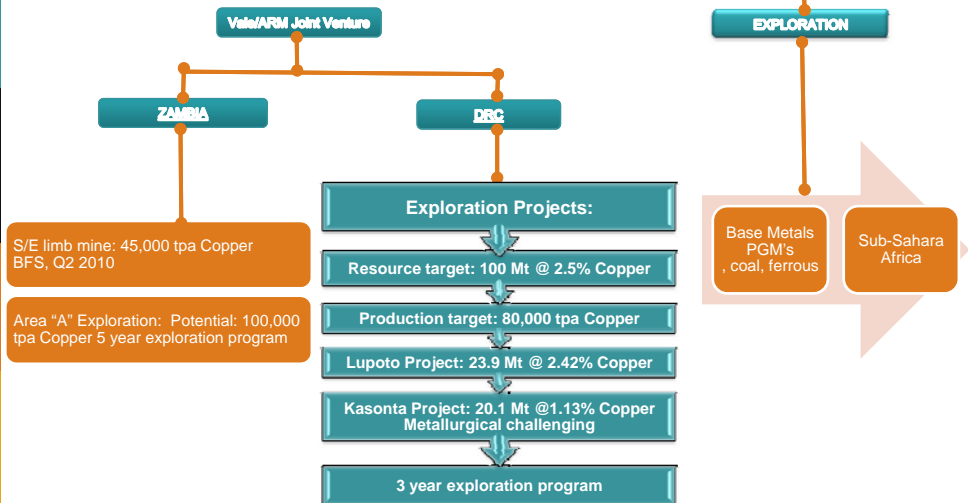 Vale/ARM Joint Venture
EXPLORATION
ZAMBIA
DRC
S/E limb mine: 45,000 tpa Copper
BFS, Q2 2010
Area “A” Exploration: Potential: 100,000
tpa Copper 5 year exploration program
Exploration Projects:
Resource target: 100 Mt @ 2.5% Copper
Production target: 80,000 tpa Copper
Lupoto Project: 23.9 Mt @ 2.42% Copper
Kasonta Project: 20.1 Mt @1.13% Copper
Metallurgical challenging
3 year exploration program
Base Metals
PGM’s
, coal, ferrous
Sub-Sahara
Africa